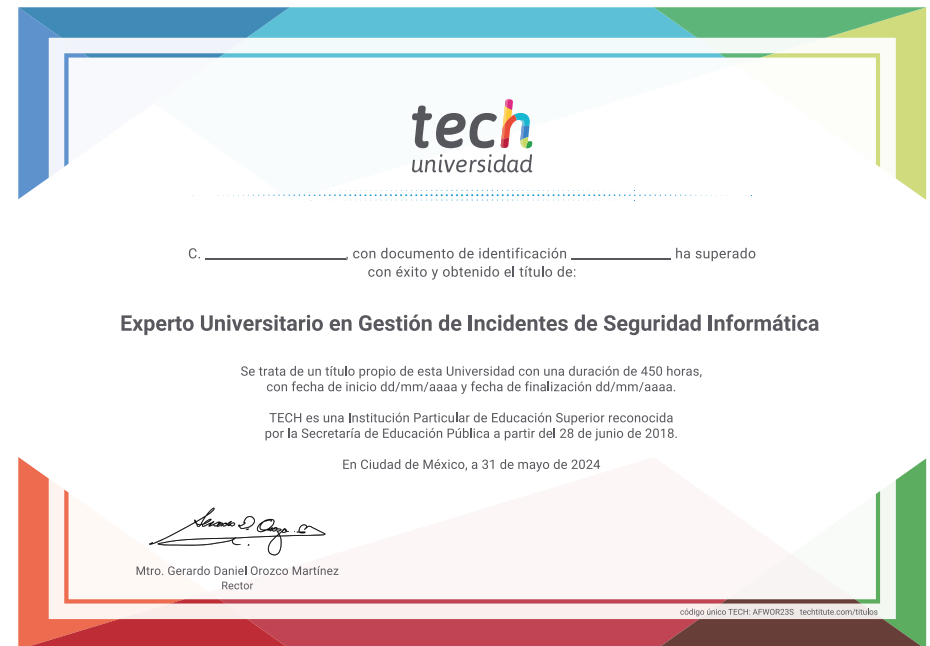 tech
universidad
C. ____________, con documento de identificación ____________ ha superado
con éxito y obtenido el título de:
Experto Universitario en Gestión de Incidentes de Seguridad Informática
Se trata de un título propio de esta Universidad con una duración de 450 horas,
con fecha de inicio dd/mm/aaaa y fecha de finalización dd/mm/aaaa.
TECH es una Institución Particular de Educación Superior reconocida
por la Secretaría de Educación Pública a partir del 28 de junio de 2018.
En Ciudad de México, a 31 de mayo de 2024
Mtro. Gerardo Daniel Orozco Martínez
Rector
código único TECH: AFWOR23S techtitute.com/titulos